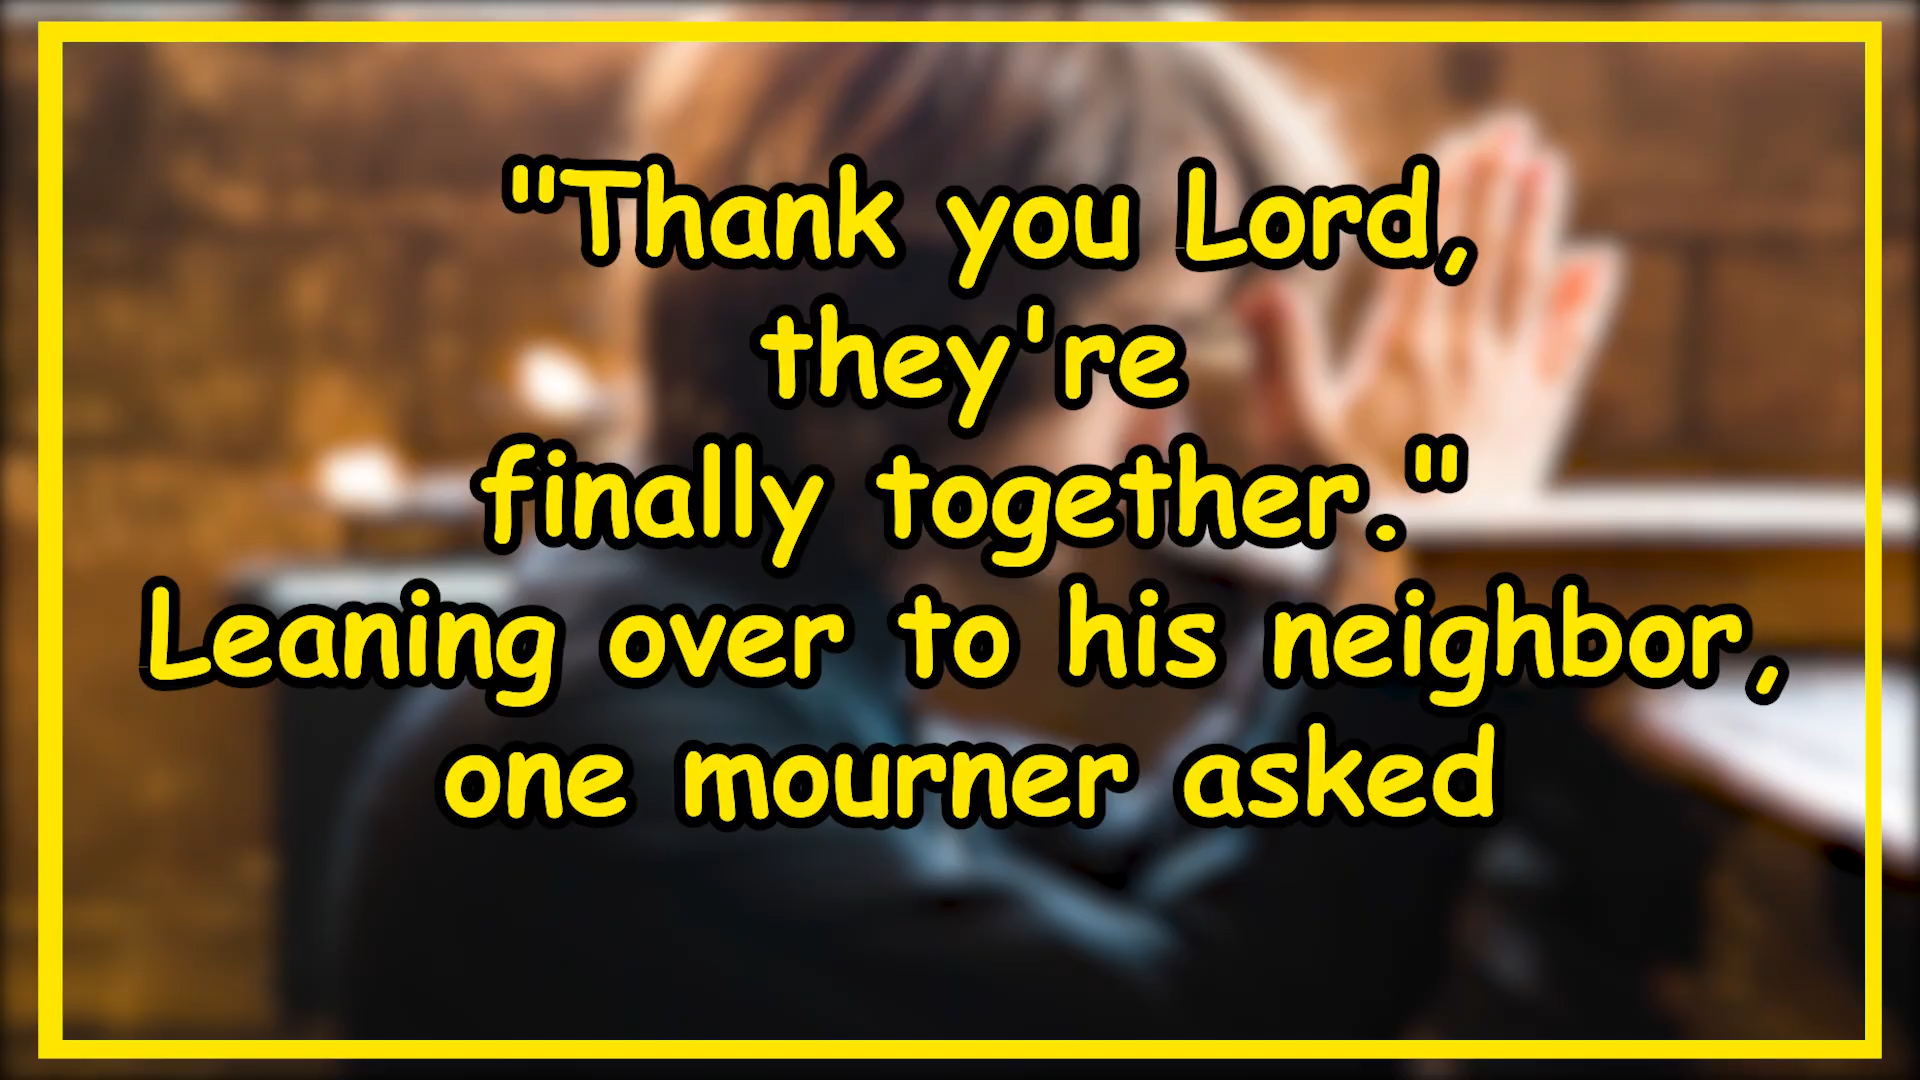 "Thank you Lord,
they're
finally together."
Leaning over to his neighbor,
one mourner asked